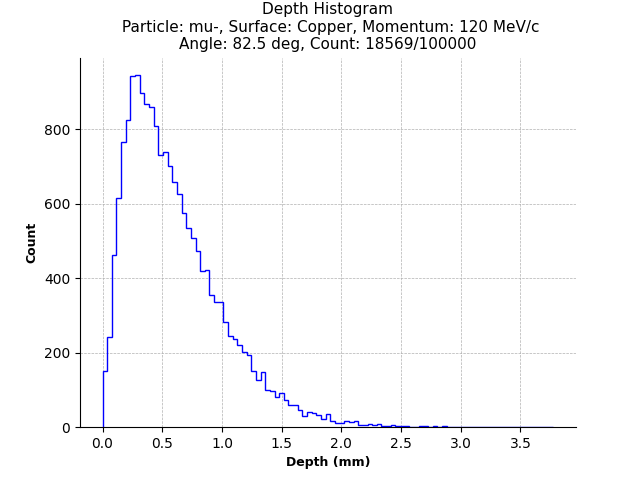 Depth Histogram
Particle: mu-, Surface: Copper, Momentum: 120 MeV/c
Angle: 82.5 deg, Count: 18569/100000
800
600
400
200
0
Count
0.0 0.5 1.0 1.5 2.0 2.5 3.0 3.5
Depth (mm)